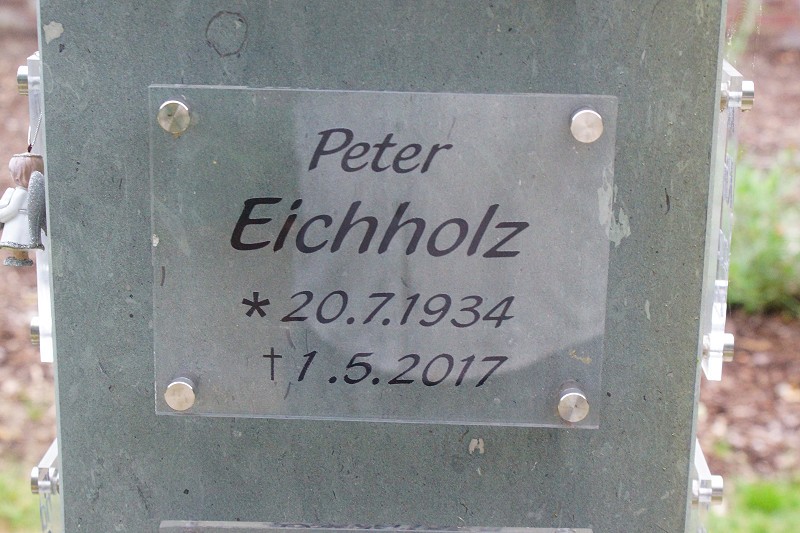 Peter
Eichholz
* 20.7.1934
† 1.5.2017